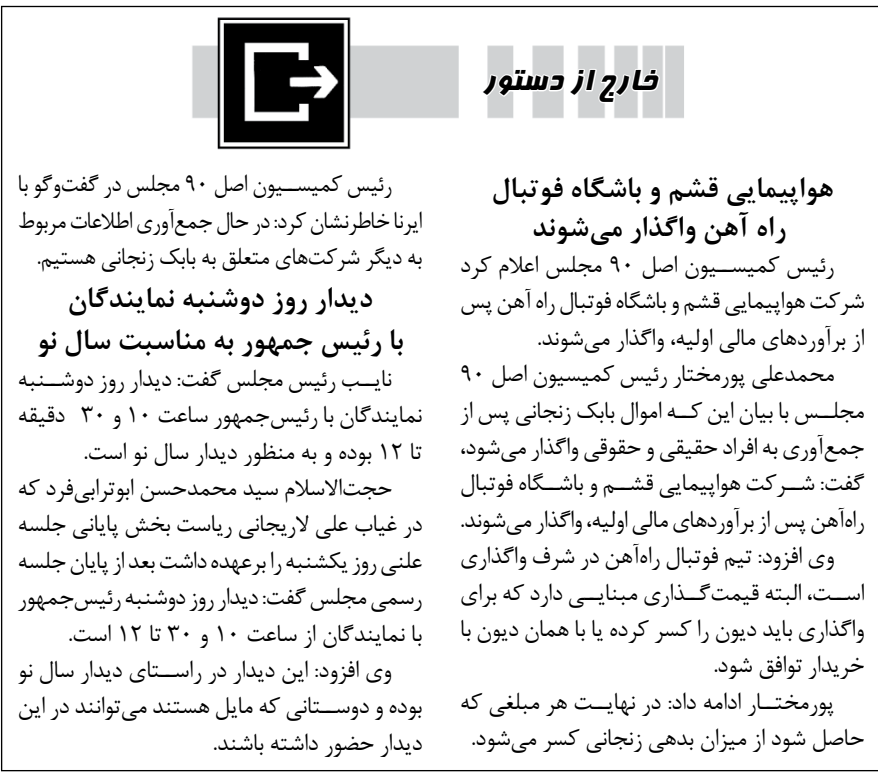 خارج از دستور
هواپیمایی قشم و باشگاه فوتبال
راه آهن واگذار می‌شوند
رئیس کمیسیون اصل ۹۰ مجلس اعلام کرد
شرکت هواپیمایی قشم و باشگاه فوتبال راه آهن پس
از برآوردهای مالی اولیه، واگذار می‌شوند.
محمدعلی پورمختار رئیس کمیسیون اصل ۹۰
مجلس با بیان این که اموال بابک زنجانی پس از
جمع‌آوری به افراد حقیقی و حقوقی واگذار می‌شود،
گفت: شرکت هواپیمایی قشم و باشگاه فوتبال
راه‌آهن پس از برآوردهای مالی اولیه، واگذار می‌شوند.
وی افزود: تیم فوتبال راه‌آهن در شرف واگذاری
است، البته قیمت‌گذاری مبنایی دارد که برای
واگذاری باید دیون را کسر کرده یا با همان دیون با
خریدار توافق شود.
پورمختار ادامه داد: در نهایت هر مبلغی که
حاصل شود از میزان بدهی زنجانی کسر می‌شود.
رئیس کمیسیون اصل ۹۰ مجلس در گفت‌وگو با
ایرنا خاطرنشان کرد: در حال جمع‌آوری اطلاعات مربوط
به دیگر شرکت‌های متعلق به بابک زنجانی هستیم.
دیدار روز دوشنبه نمایندگان
با رئیس جمهور به مناسبت سال نو
نایب رئیس مجلس گفت: دیدار روز دوشنبه
نمایندگان با رئیس‌جمهور ساعت ۱۰ و ۳۰ دقیقه
تا ۱۲ بوده و به منظور دیدار سال نو است.
حجت‌الاسلام سید محمدحسن ابوترابی‌فرد که
در غیاب علی لاریجانی ریاست بخش پایانی جلسه
علنی روز یکشنبه را برعهده داشت بعد از پایان جلسه
رسمی مجلس گفت: دیدار روز دوشنبه رئیس‌جمهور
با نمایندگان از ساعت ۱۰ و ۳۰ تا ۱۲ است.
وی افزود: این دیدار در راستای دیدار سال نو
بوده و دوستانی که مایل هستند می‌توانند در این
دیدار حضور داشته باشند.